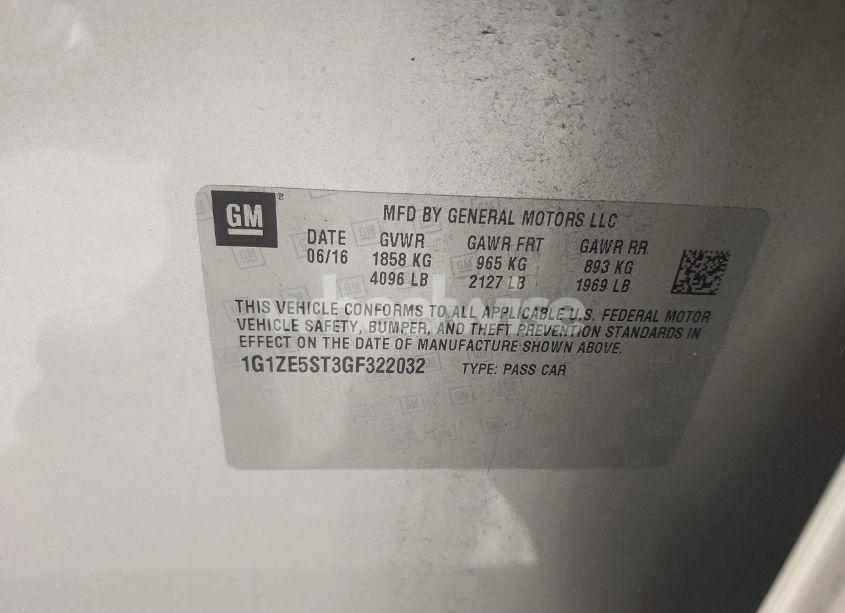 GM®
MFD BY GENERAL MOTORS LLC
DATE GVWR GAWR FRT GAWR RR
06/16 1858 KG 965 KG 893 KG
4096 LB 2127 LB 1969 LB
THIS VEHICLE CONFORMS TO ALL APPLICABLE U.S. FEDERAL MOTOR
VEHICLE SAFETY, BUMPER, AND THEFT PREVENTION STANDARDS IN
EFFECT ON THE DATE OF MANUFACTURE SHOWN ABOVE.
1G1ZE5ST3GF322032 TYPE: PASS CAR